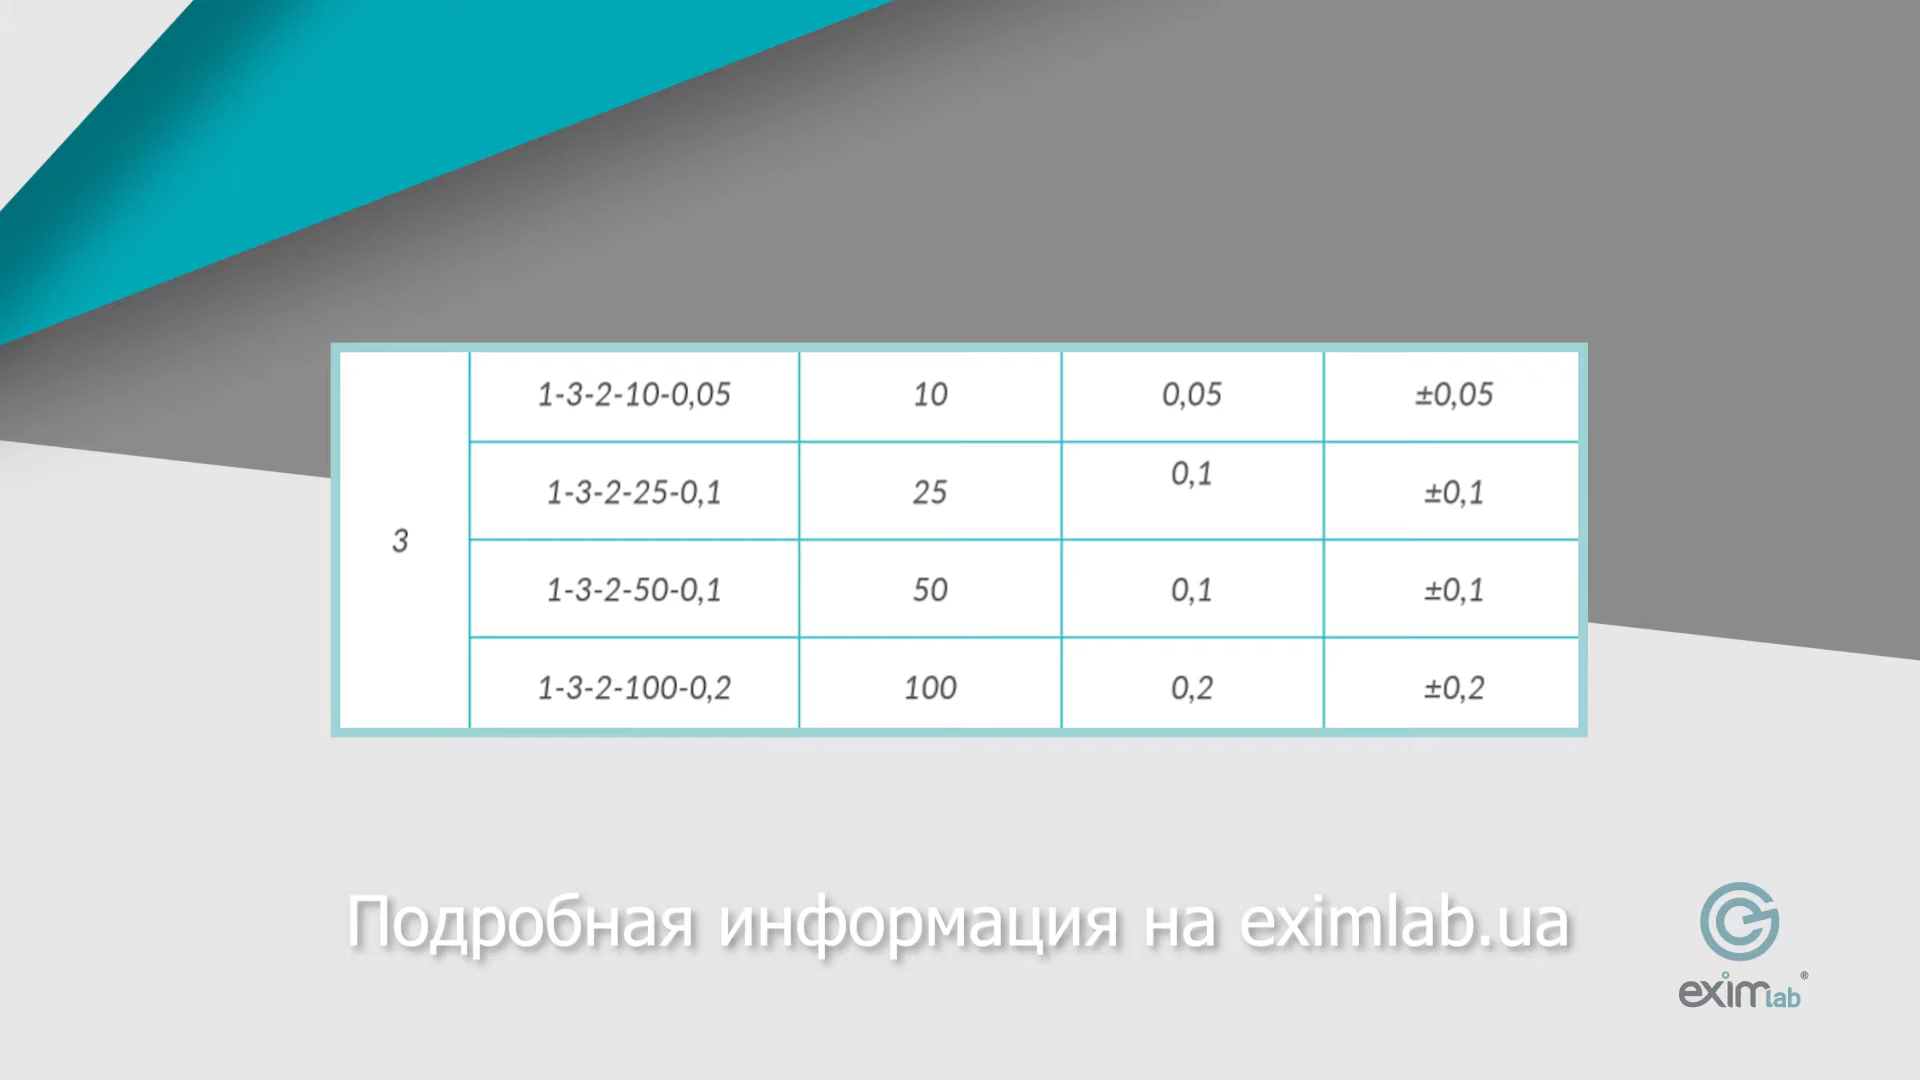 3
1-3-2-10-0,05 10 0,05 ±0,05
1-3-2-25-0,1 25 0,1 ±0,1
1-3-2-50-0,1 50 0,1 ±0,1
1-3-2-100-0,2 100 0,2 ±0,2
Подробная информация на eximlab.ua
eximlab®